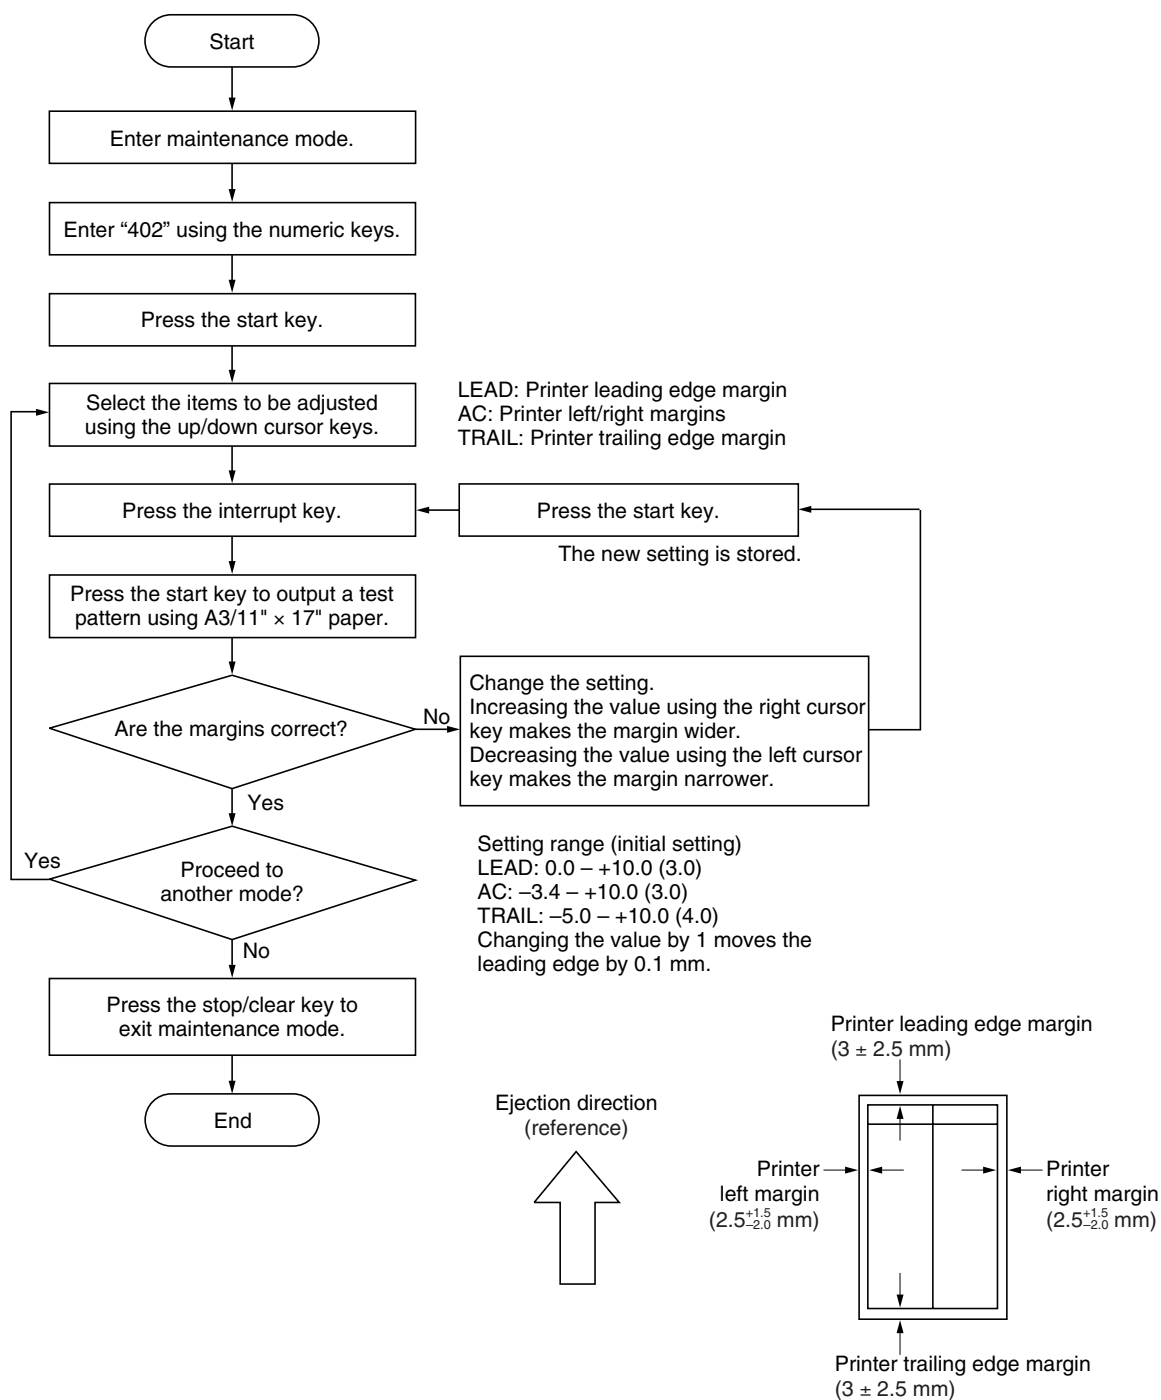 Start
Enter maintenance mode.
Enter “402” using the numeric keys.
Press the start key.
Select the items to be adjusted
using the up/down cursor keys.
LEAD: Printer leading edge margin
AC: Printer left/right margins
TRAIL: Printer trailing edge margin
Press the interrupt key.
Press the start key.
The new setting is stored.
Press the start key to output a test
pattern using A3/11" × 17" paper.
Are the margins correct?
No
Change the setting.
Increasing the value using the right cursor
key makes the margin wider.
Decreasing the value using the left cursor
key makes the margin narrower.
Yes
Yes
Proceed to
another mode?
Setting range (initial setting)
LEAD: 0.0 – +10.0 (3.0)
AC: –3.4 – +10.0 (3.0)
TRAIL: –5.0 – +10.0 (4.0)
Changing the value by 1 moves the
leading edge by 0.1 mm.
No
Press the stop/clear key to
exit maintenance mode.
End
Ejection direction
(reference)
Printer leading edge margin
(3 ± 2.5 mm)
Printer
left margin
(2.5 +1.5 –2.0 mm)
Printer
right margin
(2.5 +1.5 –2.0 mm)
Printer trailing edge margin
(3 ± 2.5 mm)